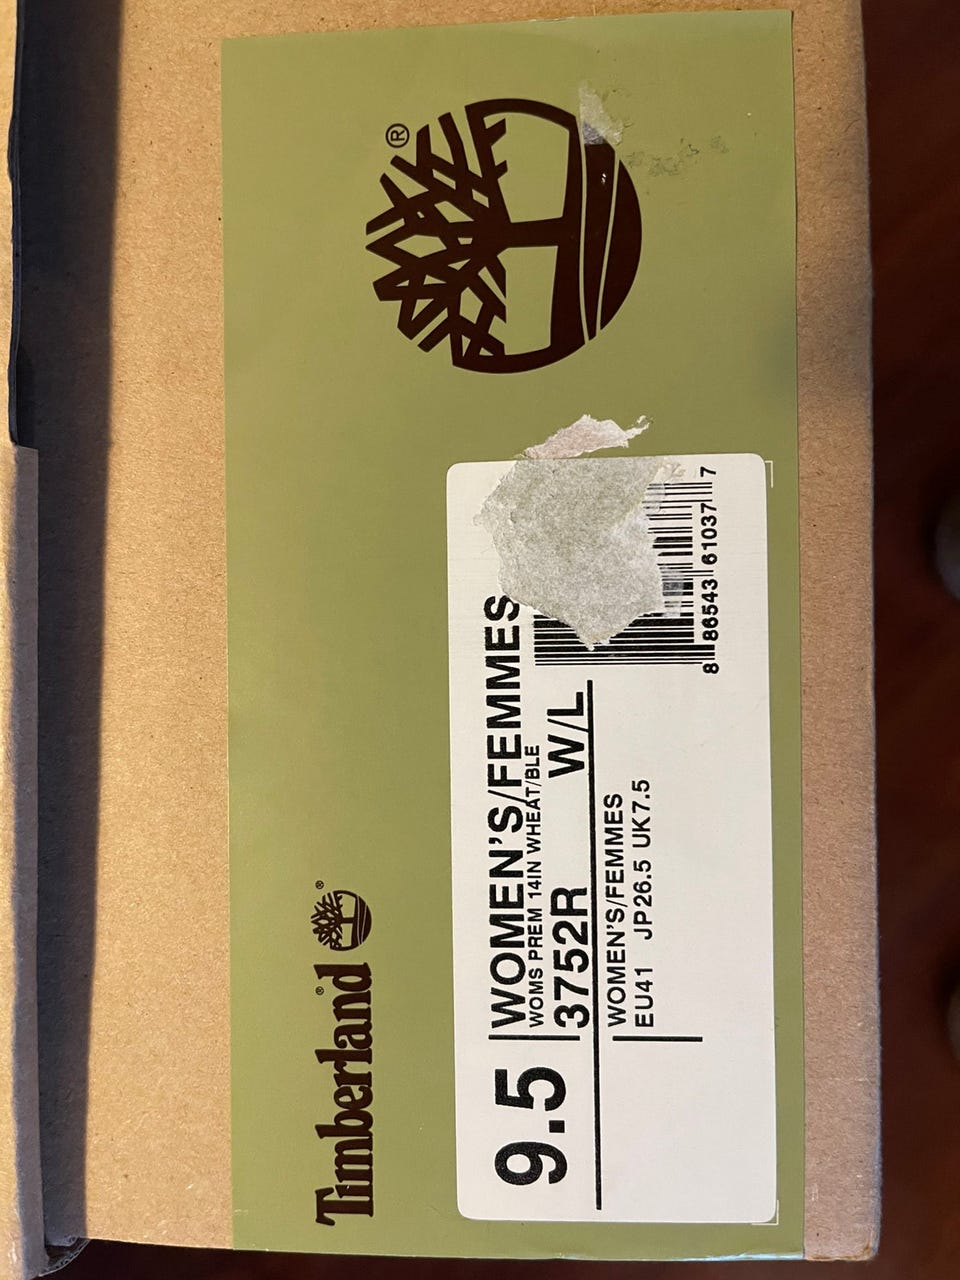 Timberland®
®
®
9.5
WOMEN'S/FEMMES
WOMS PREM 14IN WHEAT/BLE
3752R W/L
WOMEN'S/FEMMES
EU41 JP26.5 UK7.5
8 86543 61037 7